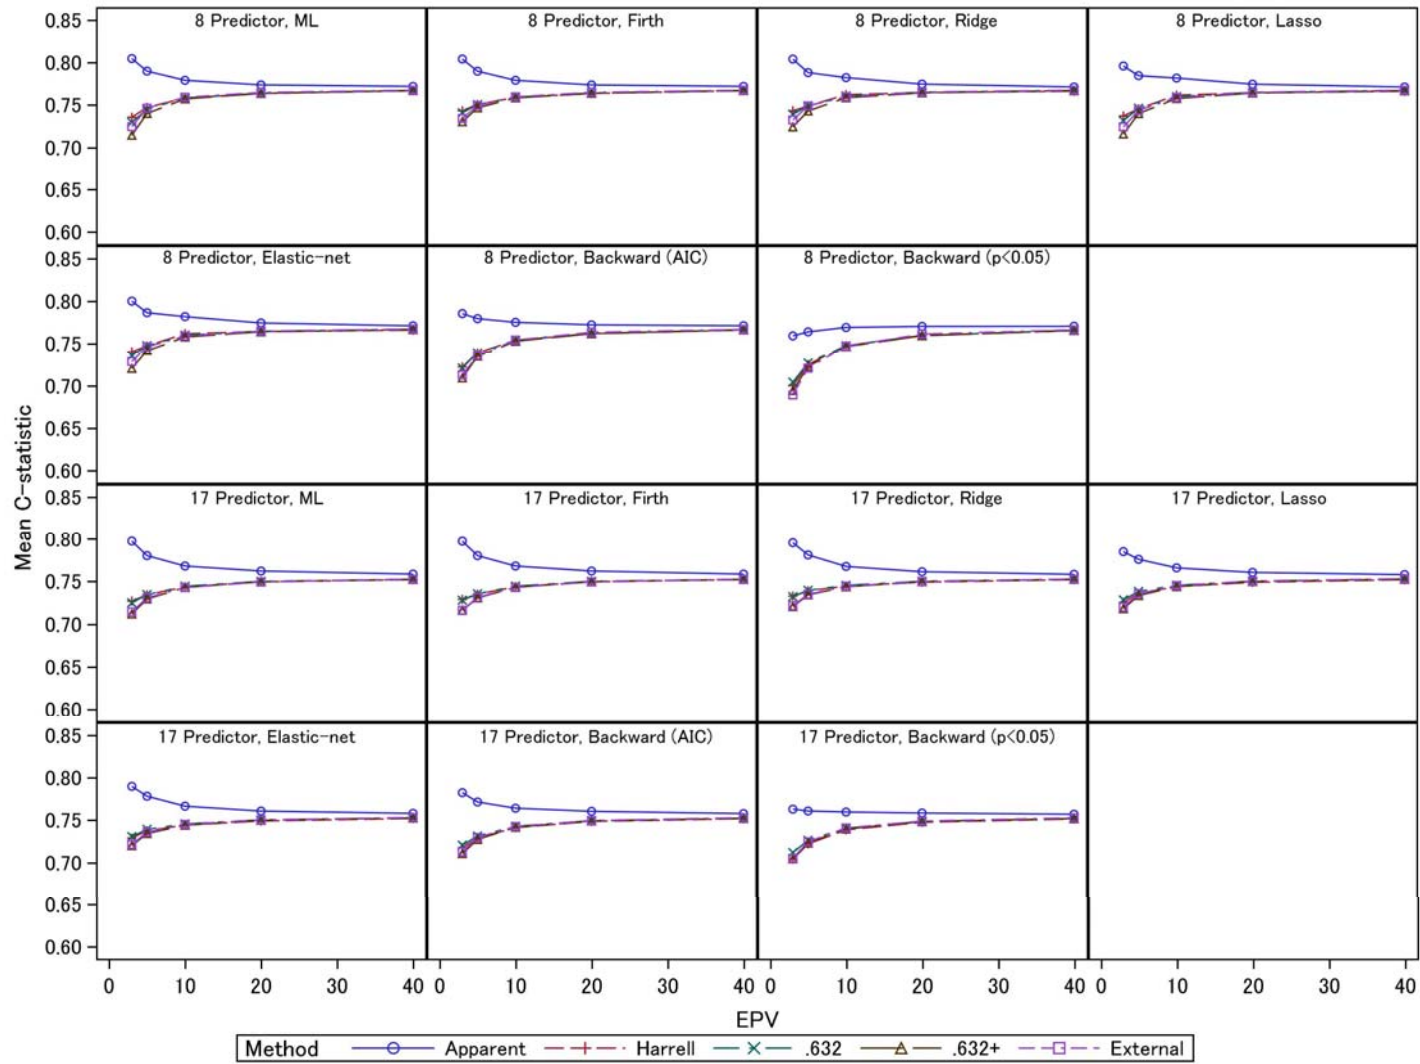 8 Predictor, ML
8 Predictor, Firth
8 Predictor, Ridge
8 Predictor, Lasso
0.85
0.80
0.75
0.70
0.65
0.60
8 Predictor, Elastic-net
8 Predictor, Backward (AIC)
8 Predictor, Backward (p<0.05)
0.85
0.80
0.75
0.70
0.65
0.60
Mean C-statistic
17 Predictor, ML
17 Predictor, Firth
17 Predictor, Ridge
17 Predictor, Lasso
0.85
0.80
0.75
0.70
0.65
0.60
17 Predictor, Elastic-net
17 Predictor, Backward (AIC)
17 Predictor, Backward (p<0.05)
0.85
0.80
0.75
0.70
0.65
0.60
0 10 20 30 40 0 10 20 30 40 0 10 20 30 40 0 10 20 30 40
EPV
Method Apparent Harrell .632 .632+ External